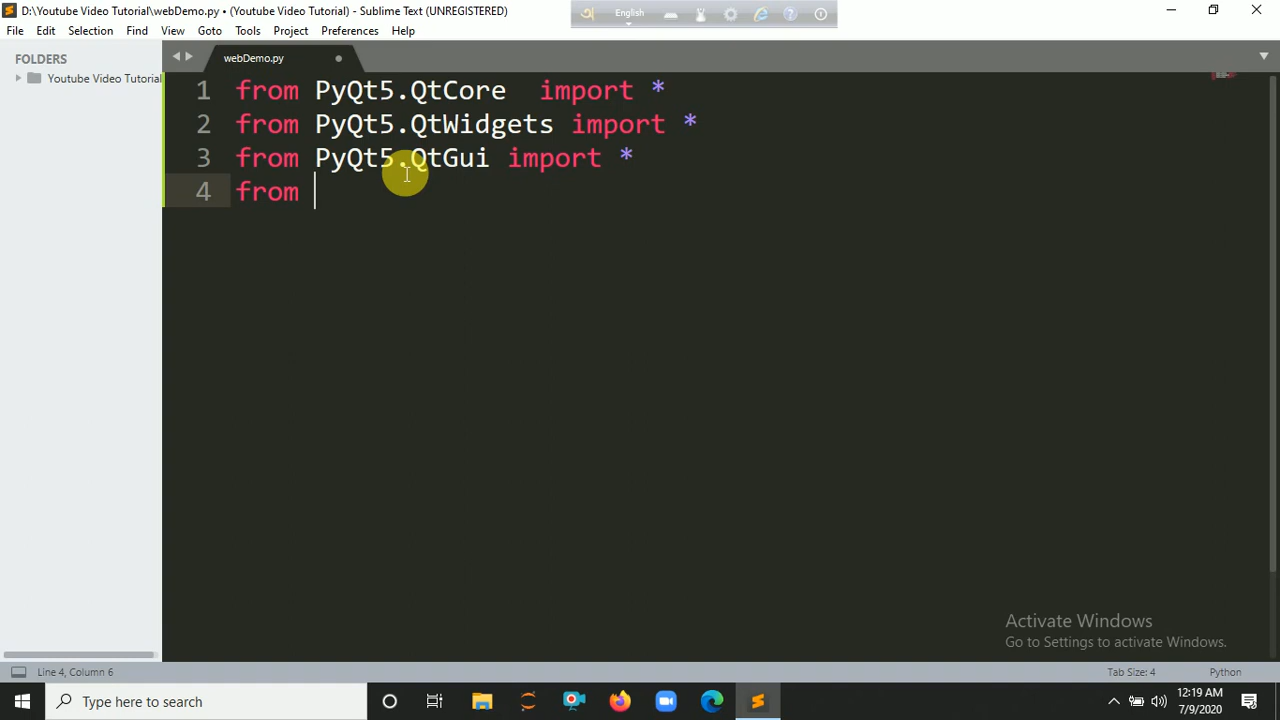 D:\Youtube Video Tutorial\webDemo.py • (Youtube Video Tutorial) - Sublime Text (UNREGISTERED)
অ English
File Edit Selection Find View Goto Tools Project Preferences Help
FOLDERS
Youtube Video Tutorial
webDemo.py
1 from PyQt5.QtCore  import *
2 from PyQt5.QtWidgets import *
3 from PyQt5.QtGui import *
4 from
Activate Windows
Go to Settings to activate Windows.
Line 4, Column 6 Tab Size: 4 Python
Type here to search
12:19 AM
7/9/2020